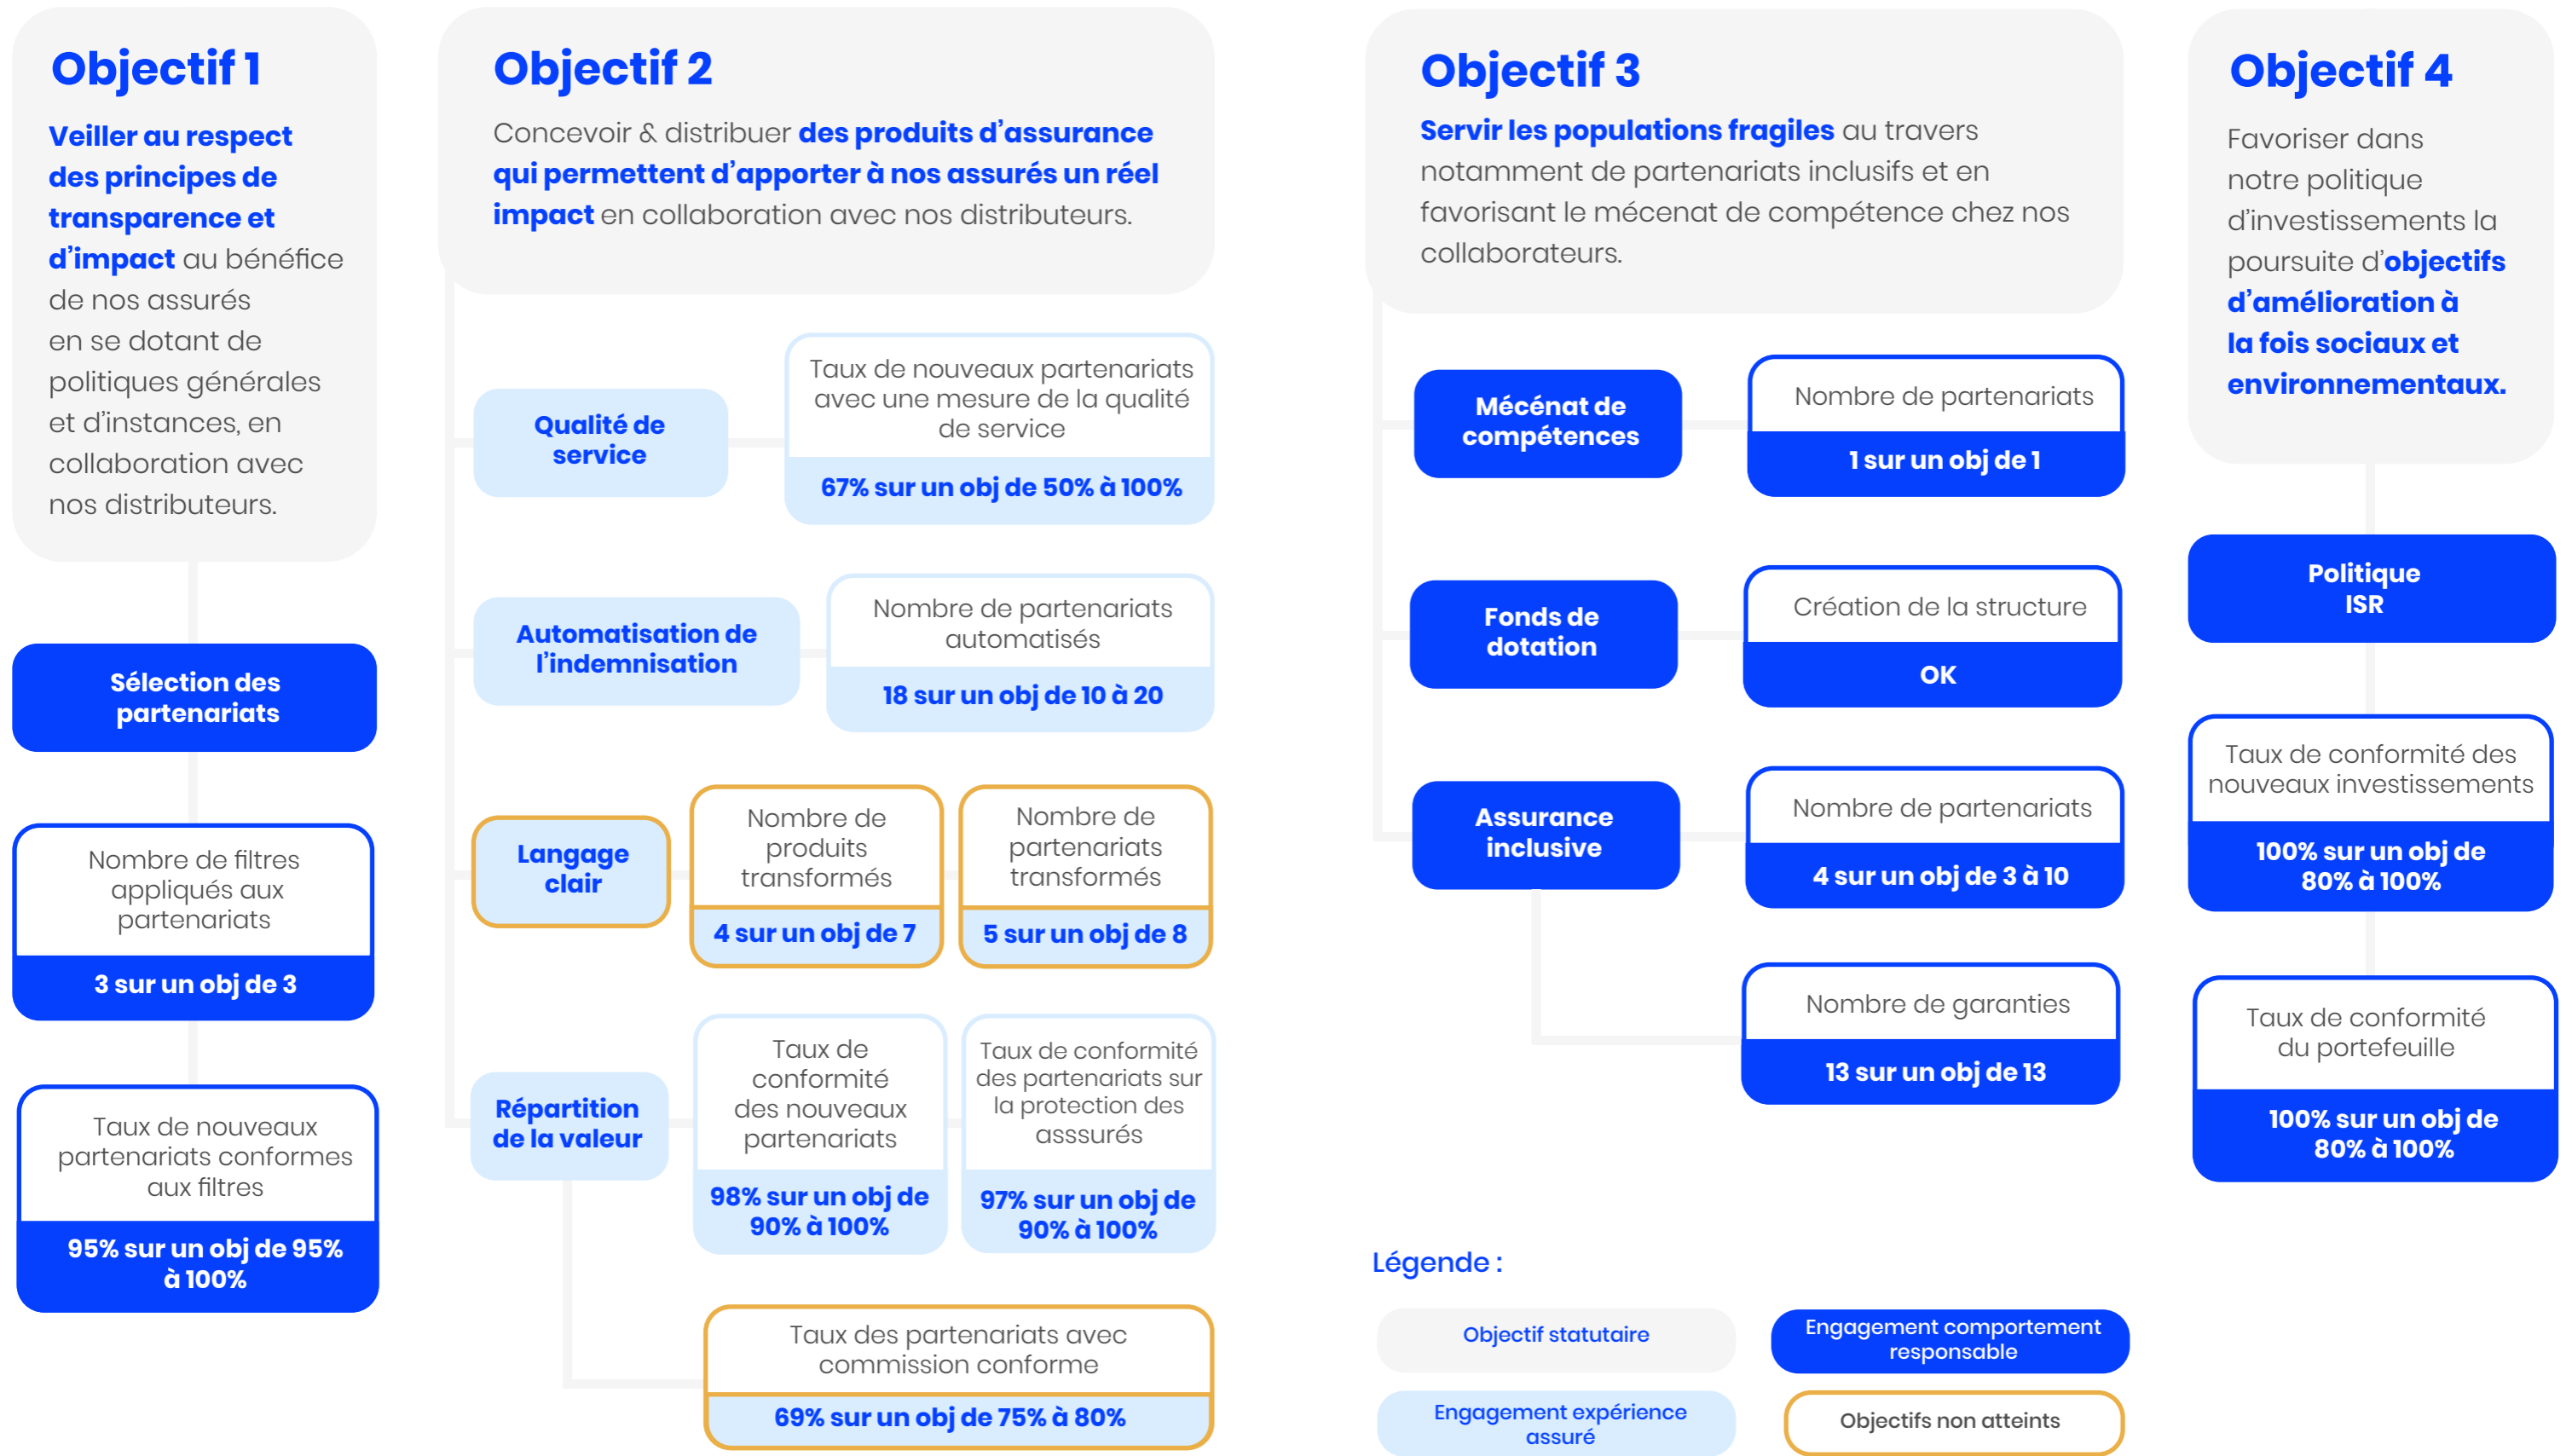 Objectif 1
Veiller au respect
des principes de
transparence et
d’impact au bénéfice
de nos assurés
en se dotant de
politiques générales
et d’instances, en
collaboration avec
nos distributeurs.
Sélection des
partenariats
Nombre de filtres
appliqués aux
partenariats
3 sur un obj de 3
Taux de nouveaux
partenariats conformes
aux filtres
95% sur un obj de 95%
à 100%
Objectif 2
Concevoir & distribuer des produits d’assurance
qui permettent d’apporter à nos assurés un réel
impact en collaboration avec nos distributeurs.
Qualité de
service
Taux de nouveaux partenariats
avec une mesure de la qualité
de service
67% sur un obj de 50% à 100%
Automatisation de
l’indemnisation
Nombre de partenariats
automatisés
18 sur un obj de 10 à 20
Langage
clair
Nombre de
produits
transformés
4 sur un obj de 7
Nombre de
partenariats
transformés
5 sur un obj de 8
Répartition
de la valeur
Taux de
conformité
des nouveaux
partenariats
98% sur un obj de
90% à 100%
Taux de conformité
des partenariats sur
la protection des
asssurés
97% sur un obj de
90% à 100%
Taux des partenariats avec
commission conforme
69% sur un obj de 75% à 80%
Objectif 3
Servir les populations fragiles au travers
notamment de partenariats inclusifs et en
favorisant le mécenat de compétence chez nos
collaborateurs.
Mécénat de
compétences
Nombre de partenariats
1 sur un obj de 1
Fonds de
dotation
Création de la structure
OK
Assurance
inclusive
Nombre de partenariats
4 sur un obj de 3 à 10
Nombre de garanties
13 sur un obj de 13
Objectif 4
Favoriser dans
notre politique
d’investissements la
poursuite d’objectifs
d’amélioration à
la fois sociaux et
environnementaux.
Politique
ISR
Taux de conformité des
nouveaux investissements
100% sur un obj de
80% à 100%
Taux de conformité
du portefeuille
100% sur un obj de
80% à 100%
Légende :
Objectif statutaire
Engagement comportement
responsable
Engagement expérience
assuré
Objectifs non atteints